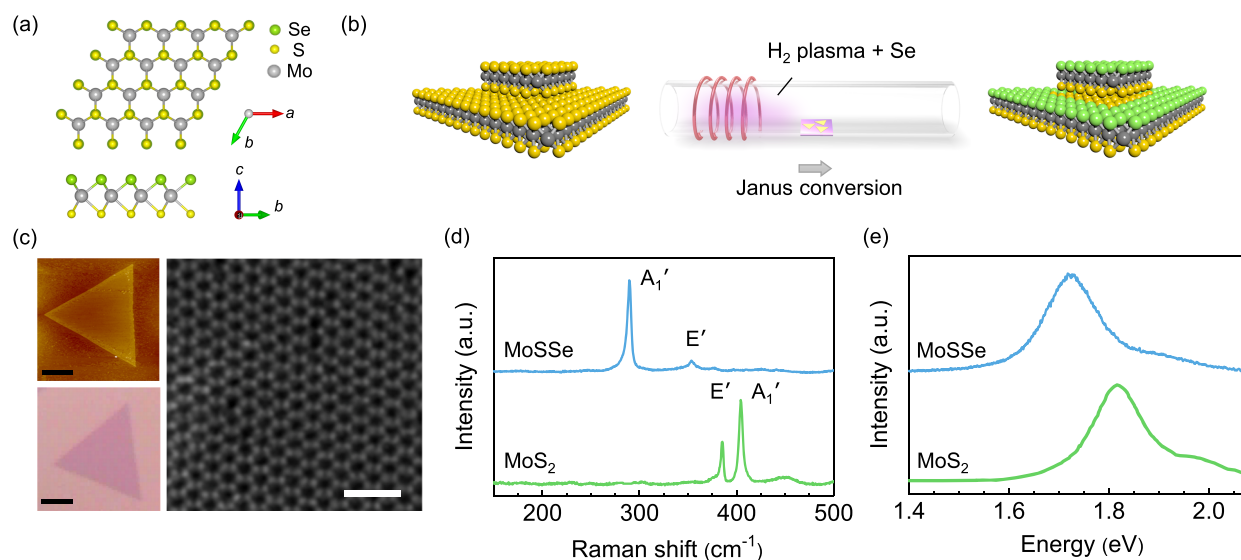 (a)
Se
S
Mo
a
b
c
b
(b)
H₂ plasma + Se
Janus conversion
(c)
(d)
Intensity (a.u.)
A₁′
E′
MoSSe
E′
A₁′
MoS₂
200 300 400 500
Raman shift (cm⁻¹)
(e)
Intensity (a.u.)
MoSSe
MoS₂
1.4 1.6 1.8 2.0
Energy (eV)